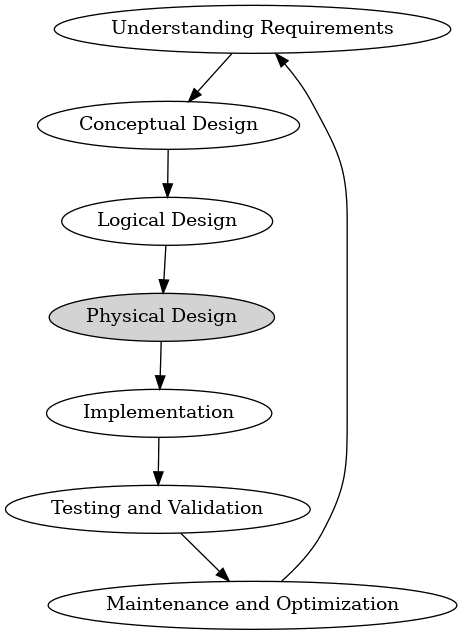 Understanding Requirements
Conceptual Design
Logical Design
Physical Design
Implementation
Testing and Validation
Maintenance and Optimization